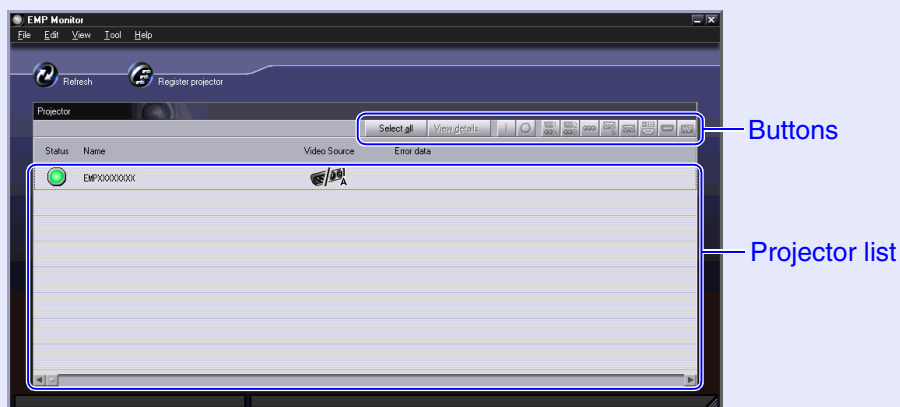 EMP Monitor
File Edit View Tool Help
Refresh Register projector
Projector
Select all View details...
Buttons
Status Name Video Source Error data
EMPXXXXXXX
A
Projector list